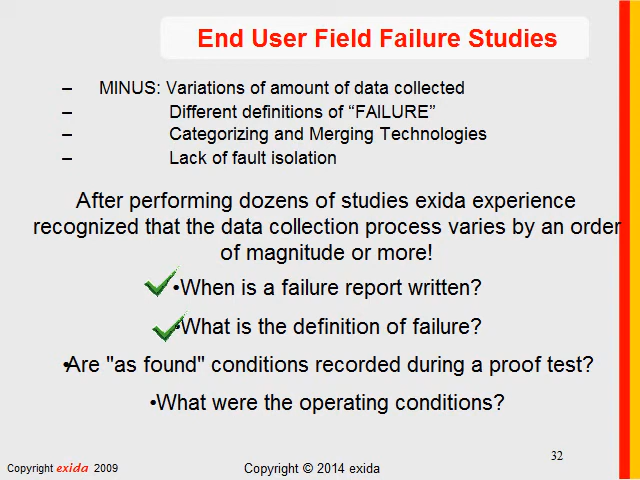 End User Field Failure Studies
– MINUS: Variations of amount of data collected
– Different definitions of “FAILURE”
– Categorizing and Merging Technologies
– Lack of fault isolation
After performing dozens of studies exida experience
recognized that the data collection process varies by an order
of magnitude or more!
•When is a failure report written?
•What is the definition of failure?
•Are "as found" conditions recorded during a proof test?
•What were the operating conditions?
32
Copyright exida 2009
Copyright © 2014 exida